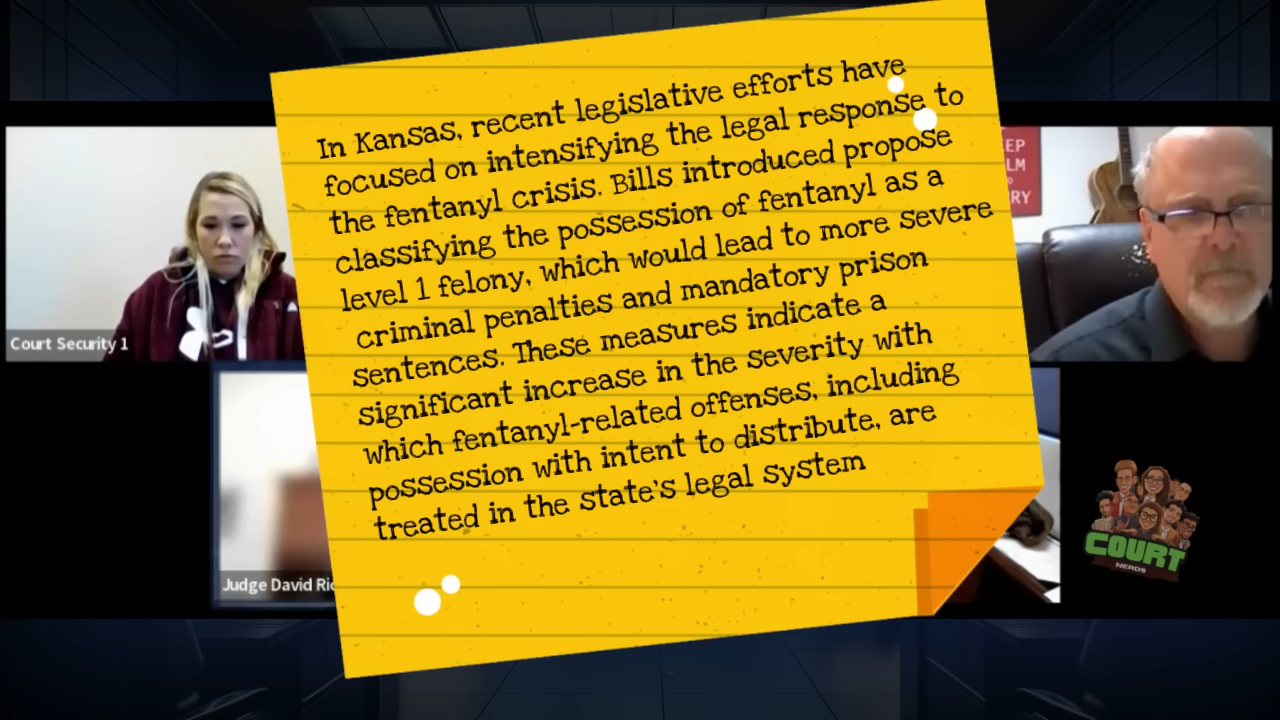 In Kansas, recent legislative efforts have
focused on intensifying the legal response to
the fentanyl crisis. Bills introduced propose
classifying the possession of fentanyl as a
level 1 felony, which would lead to more severe
criminal penalties and mandatory prison
sentences. These measures indicate a
significant increase in the severity with
which fentanyl-related offenses, including
possession with intent to distribute, are
treated in the state's legal system
Court Security 1
Judge David
COURT
NERDS